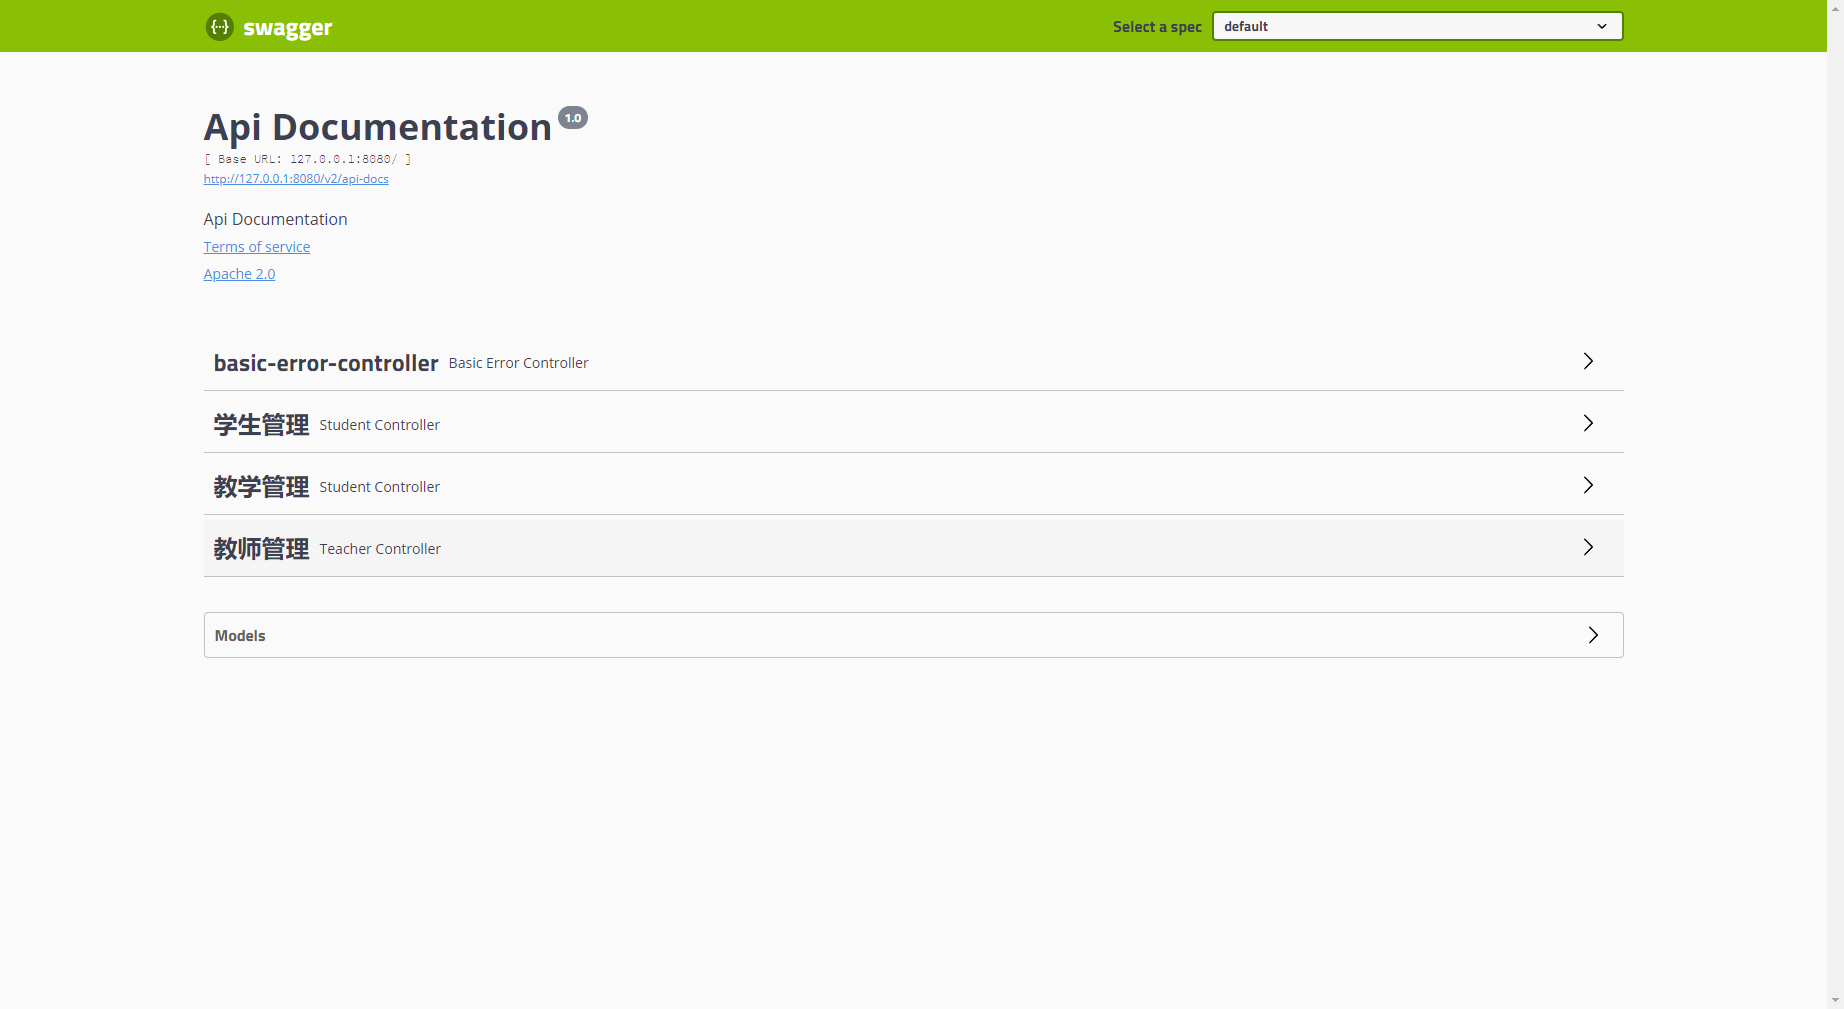 swagger
Select a spec default
Api Documentation 1.0
[ Base URL: 127.0.0.1:8080/ ]
http://127.0.0.1:8080/v2/api-docs
Api Documentation
Terms of service
Apache 2.0
basic-error-controller Basic Error Controller
学生管理 Student Controller
教学管理 Student Controller
教师管理 Teacher Controller
Models